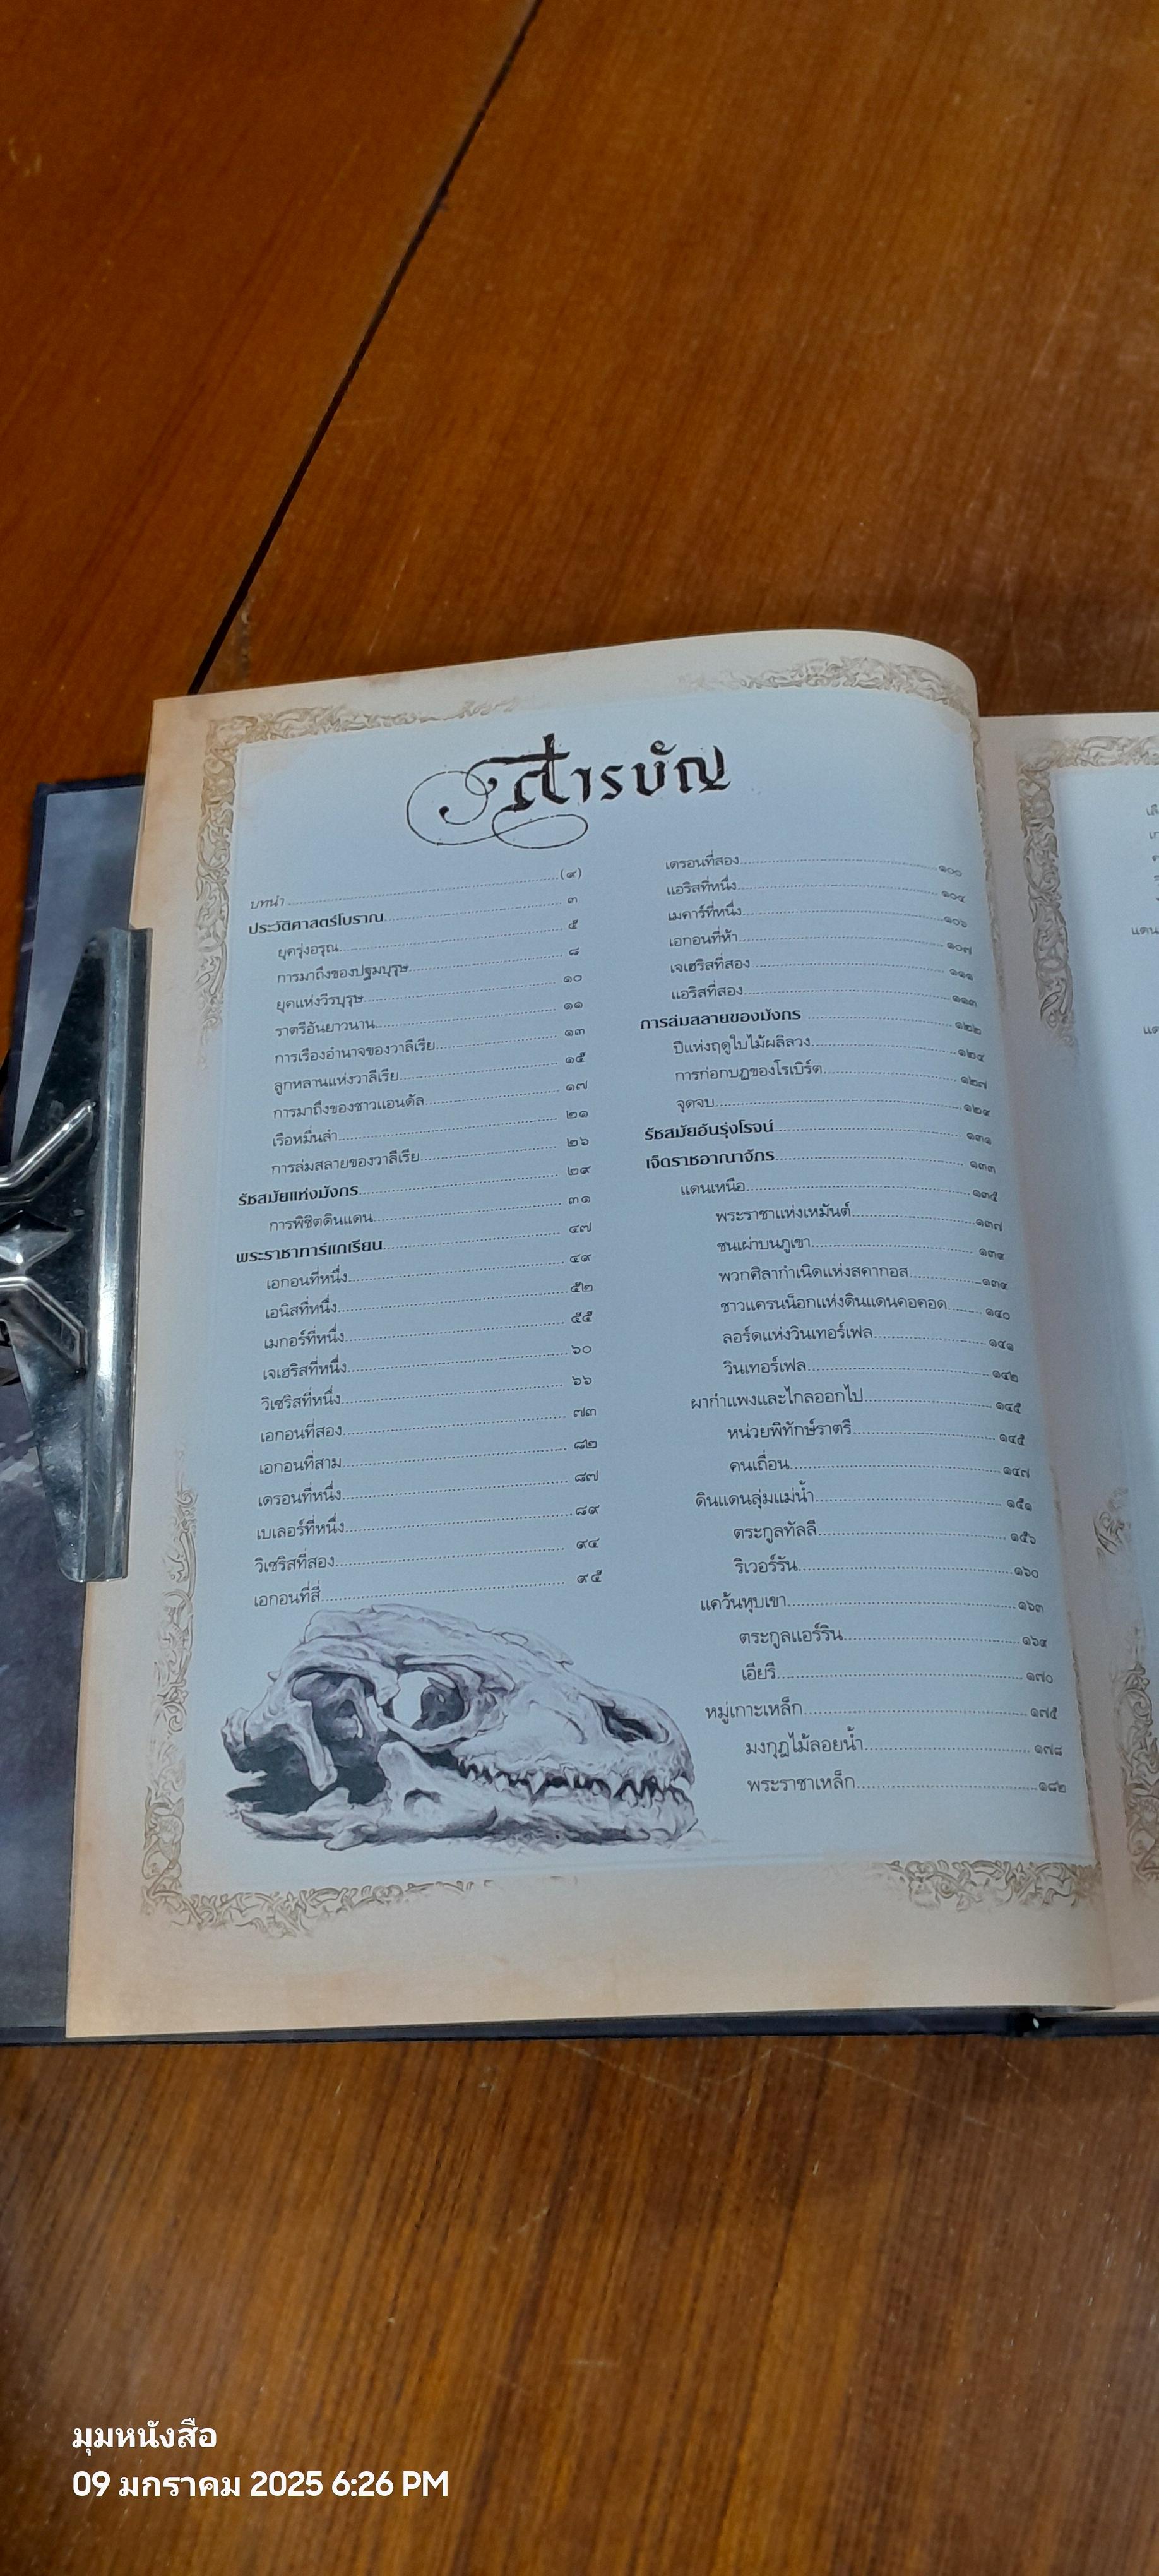 สารบัญ
บทนำ ............ (๙)
ประวัติศาสตร์โบราณ ............ ๓
ยุครุ่งอรุณ ............ ๕
การมาถึงของปฐมบุรุษ ............ ๘
ยุคแห่งวีรบุรุษ ............ ๑๐
ราตรีอันยาวนาน ............ ๑๑
การเรืองอำนาจของวาลีเรีย ............ ๑๓
ลูกหลานแห่งวาลีเรีย ............ ๑๕
การมาถึงของชาวแอนดัล ............ ๑๗
เรือหมื่นลำ ............ ๒๑
การล่มสลายของวาลีเรีย ............ ๒๖
รัชสมัยแห่งมังกร ............ ๒๙
การพิชิตดินแดน ............ ๓๑
พระราชาทาร์แกเรียน ............ ๔๗
เอกอนที่หนึ่ง ............ ๔๙
เอนิสที่หนึ่ง ............ ๕๒
เมกอร์ที่หนึ่ง ............ ๕๕
เจเฮริสที่หนึ่ง ............ ๖๐
วิเซริสที่หนึ่ง ............ ๖๖
เอกอนที่สอง ............ ๗๓
เอกอนที่สาม ............ ๘๒
เดรอนที่หนึ่ง ............ ๘๗
เบเลอร์ที่หนึ่ง ............ ๘๙
วิเซริสที่สอง ............ ๙๔
เอกอนที่สี่ ............ ๙๕
เดรอนที่สอง ............ ๑๐๐
แอริสที่หนึ่ง ............ ๑๐๔
เมคาร์ที่หนึ่ง ............ ๑๐๖
เอกอนที่ห้า ............ ๑๐๗
เจเฮริสที่สอง ............ ๑๑๑
แอริสที่สอง ............ ๑๑๓
การล่มสลายของมังกร ............ ๑๒๒
ปีแห่งฤดูใบไม้ผลิลวง ............ ๑๒๔
การก่อกบฏของโรเบิร์ต ............ ๑๒๗
จุดจบ ............ ๑๒๙
รัชสมัยอันรุ่งโรจน์ ............ ๑๓๑
เจ็ดราชอาณาจักร ............ ๑๓๓
แดนเหนือ ............ ๑๓๕
พระราชาแห่งเหมันต์ ............ ๑๓๗
ชนเผ่าบนภูเขา ............ ๑๓๙
พวกศิลากำเนิดแห่งสคากอส ............ ๑๓๙
ชาวแครนน็อกแห่งดินแดนคอคอด ............ ๑๔๐
ลอร์ดแห่งวินเทอร์เฟล ............ ๑๔๑
วินเทอร์เฟล ............ ๑๔๒
ผากำแพงและไกลออกไป ............ ๑๔๕
หน่วยพิทักษ์ราตรี ............ ๑๔๕
คนเถื่อน ............ ๑๔๗
ดินแดนลุ่มแม่น้ำ ............ ๑๕๑
ตระกูลทัลลี ............ ๑๕๖
ริเวอร์รัน ............ ๑๖๐
แคว้นหุบเขา ............ ๑๖๓
ตระกูลแอร์ริน ............ ๑๖๙
เอียรี ............ ๑๗๐
หมู่เกาะเหล็ก ............ ๑๗๕
มงกุฎไม้ลอยน้ำ ............ ๑๗๘
พระราชาเหล็ก ............ ๑๘๒
มุมหนังสือ
09 มกราคม 2025 6:26 PM